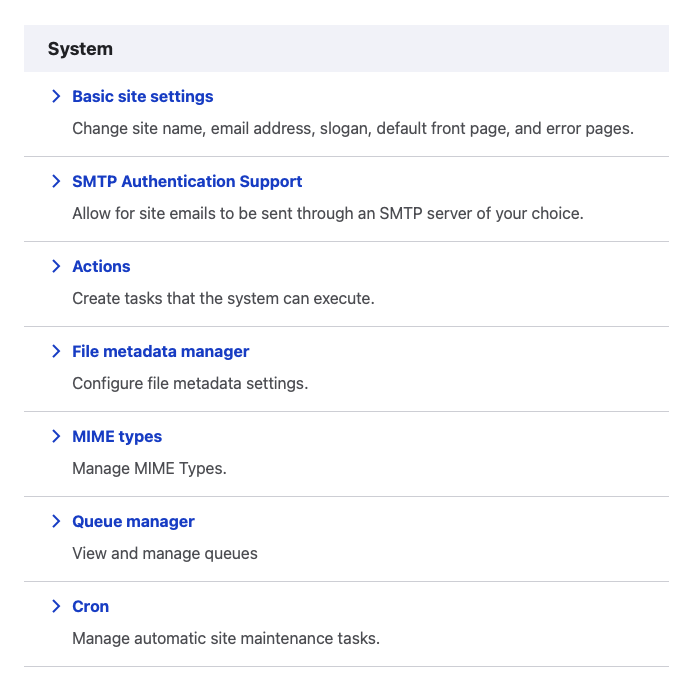 System
Basic site settings
Change site name, email address, slogan, default front page, and error pages.
SMTP Authentication Support
Allow for site emails to be sent through an SMTP server of your choice.
Actions
Create tasks that the system can execute.
File metadata manager
Configure file metadata settings.
MIME types
Manage MIME Types.
Queue manager
View and manage queues
Cron
Manage automatic site maintenance tasks.